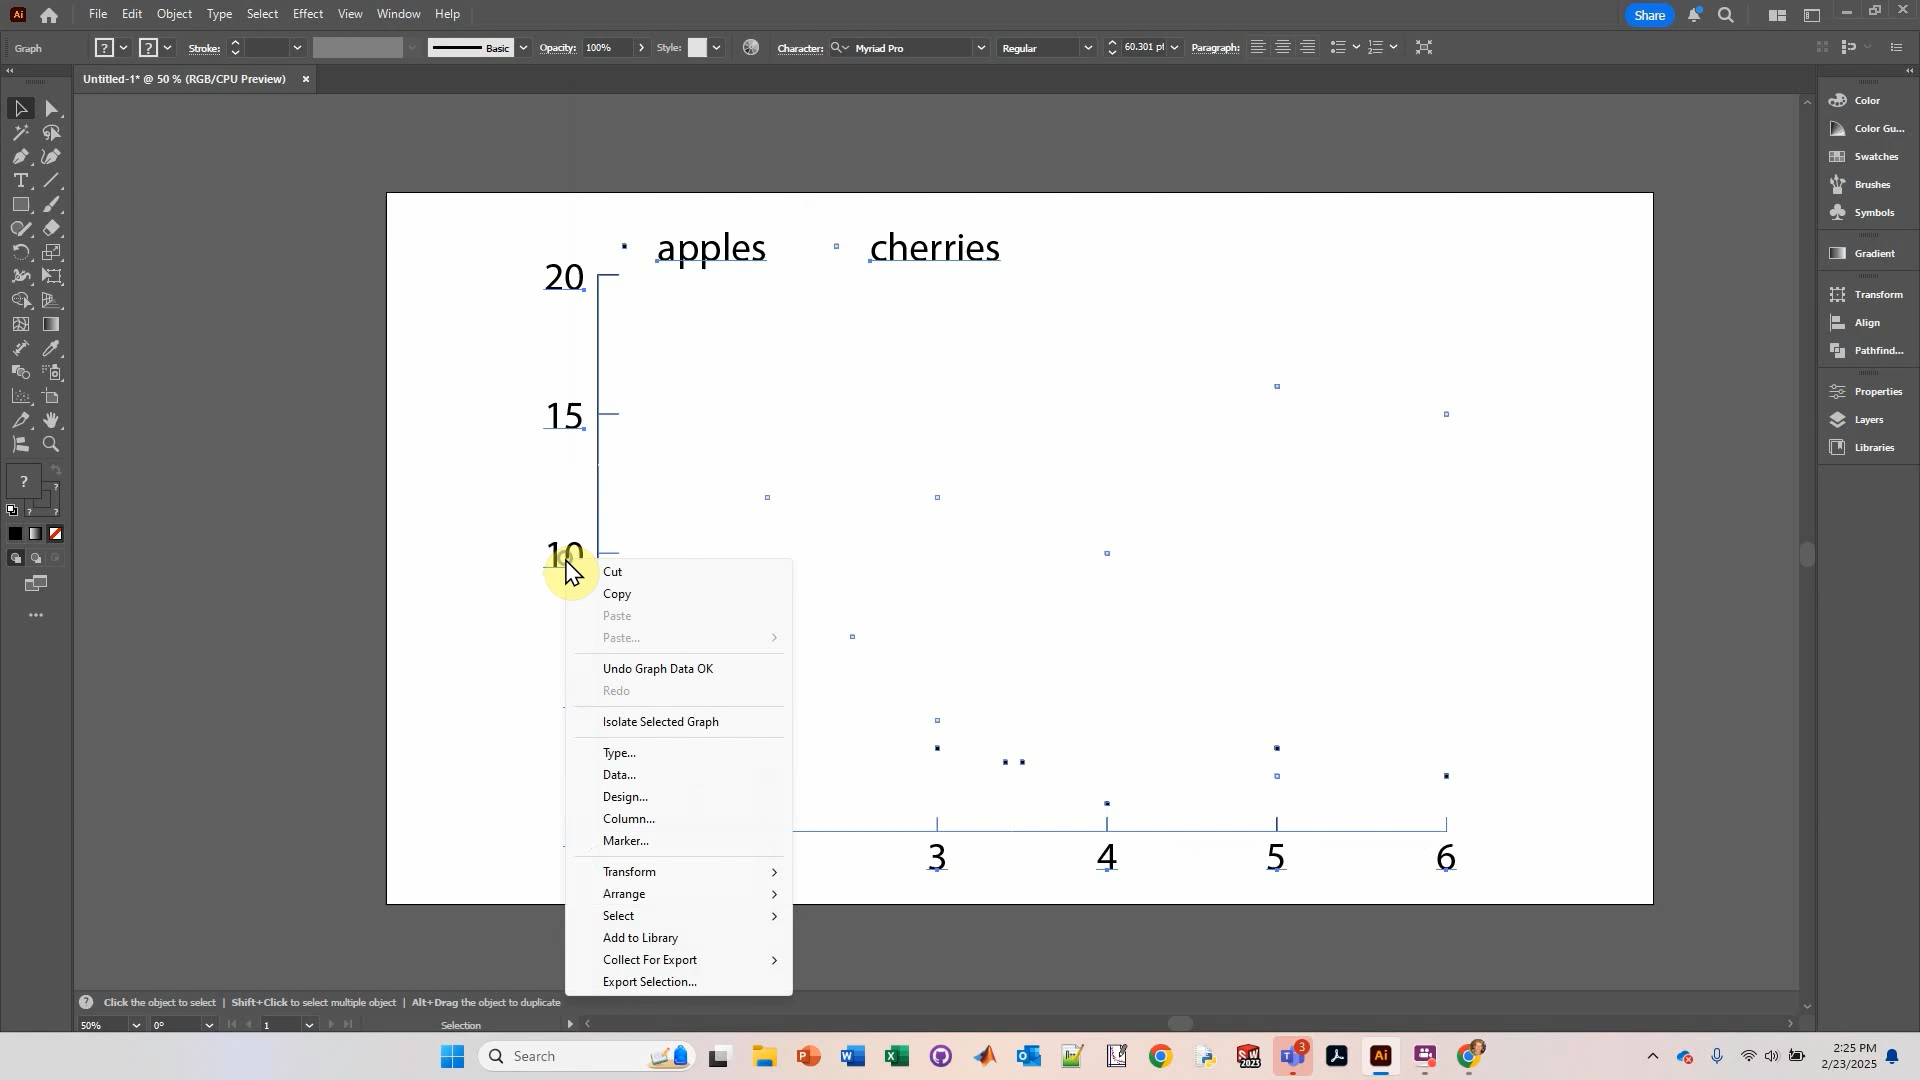 Ai File Edit Object Type Select Effect View Window Help Share
Graph ? ? Stroke: Basic Opacity: 100% Style: Character: Myriad Pro Regular 60.301 pt Paragraph:
Untitled-1* @ 50 % (RGB/CPU Preview) ×
Color
Color Gu...
Swatches
Brushes
Symbols
Gradient
Transform
Align
Pathfind...
Properties
Layers
Libraries
apples cherries
20
15
10
3 4 5 6
Cut
Copy
Paste
Paste...
Undo Graph Data OK
Redo
Isolate Selected Graph
Type...
Data...
Design...
Column...
Marker...
Transform
Arrange
Select
Add to Library
Collect For Export
Export Selection...
? Click the object to select | Shift+Click to select multiple object | Alt+Drag the object to duplicate
50% 0° 1 Selection
Search
2:25 PM
2/23/2025